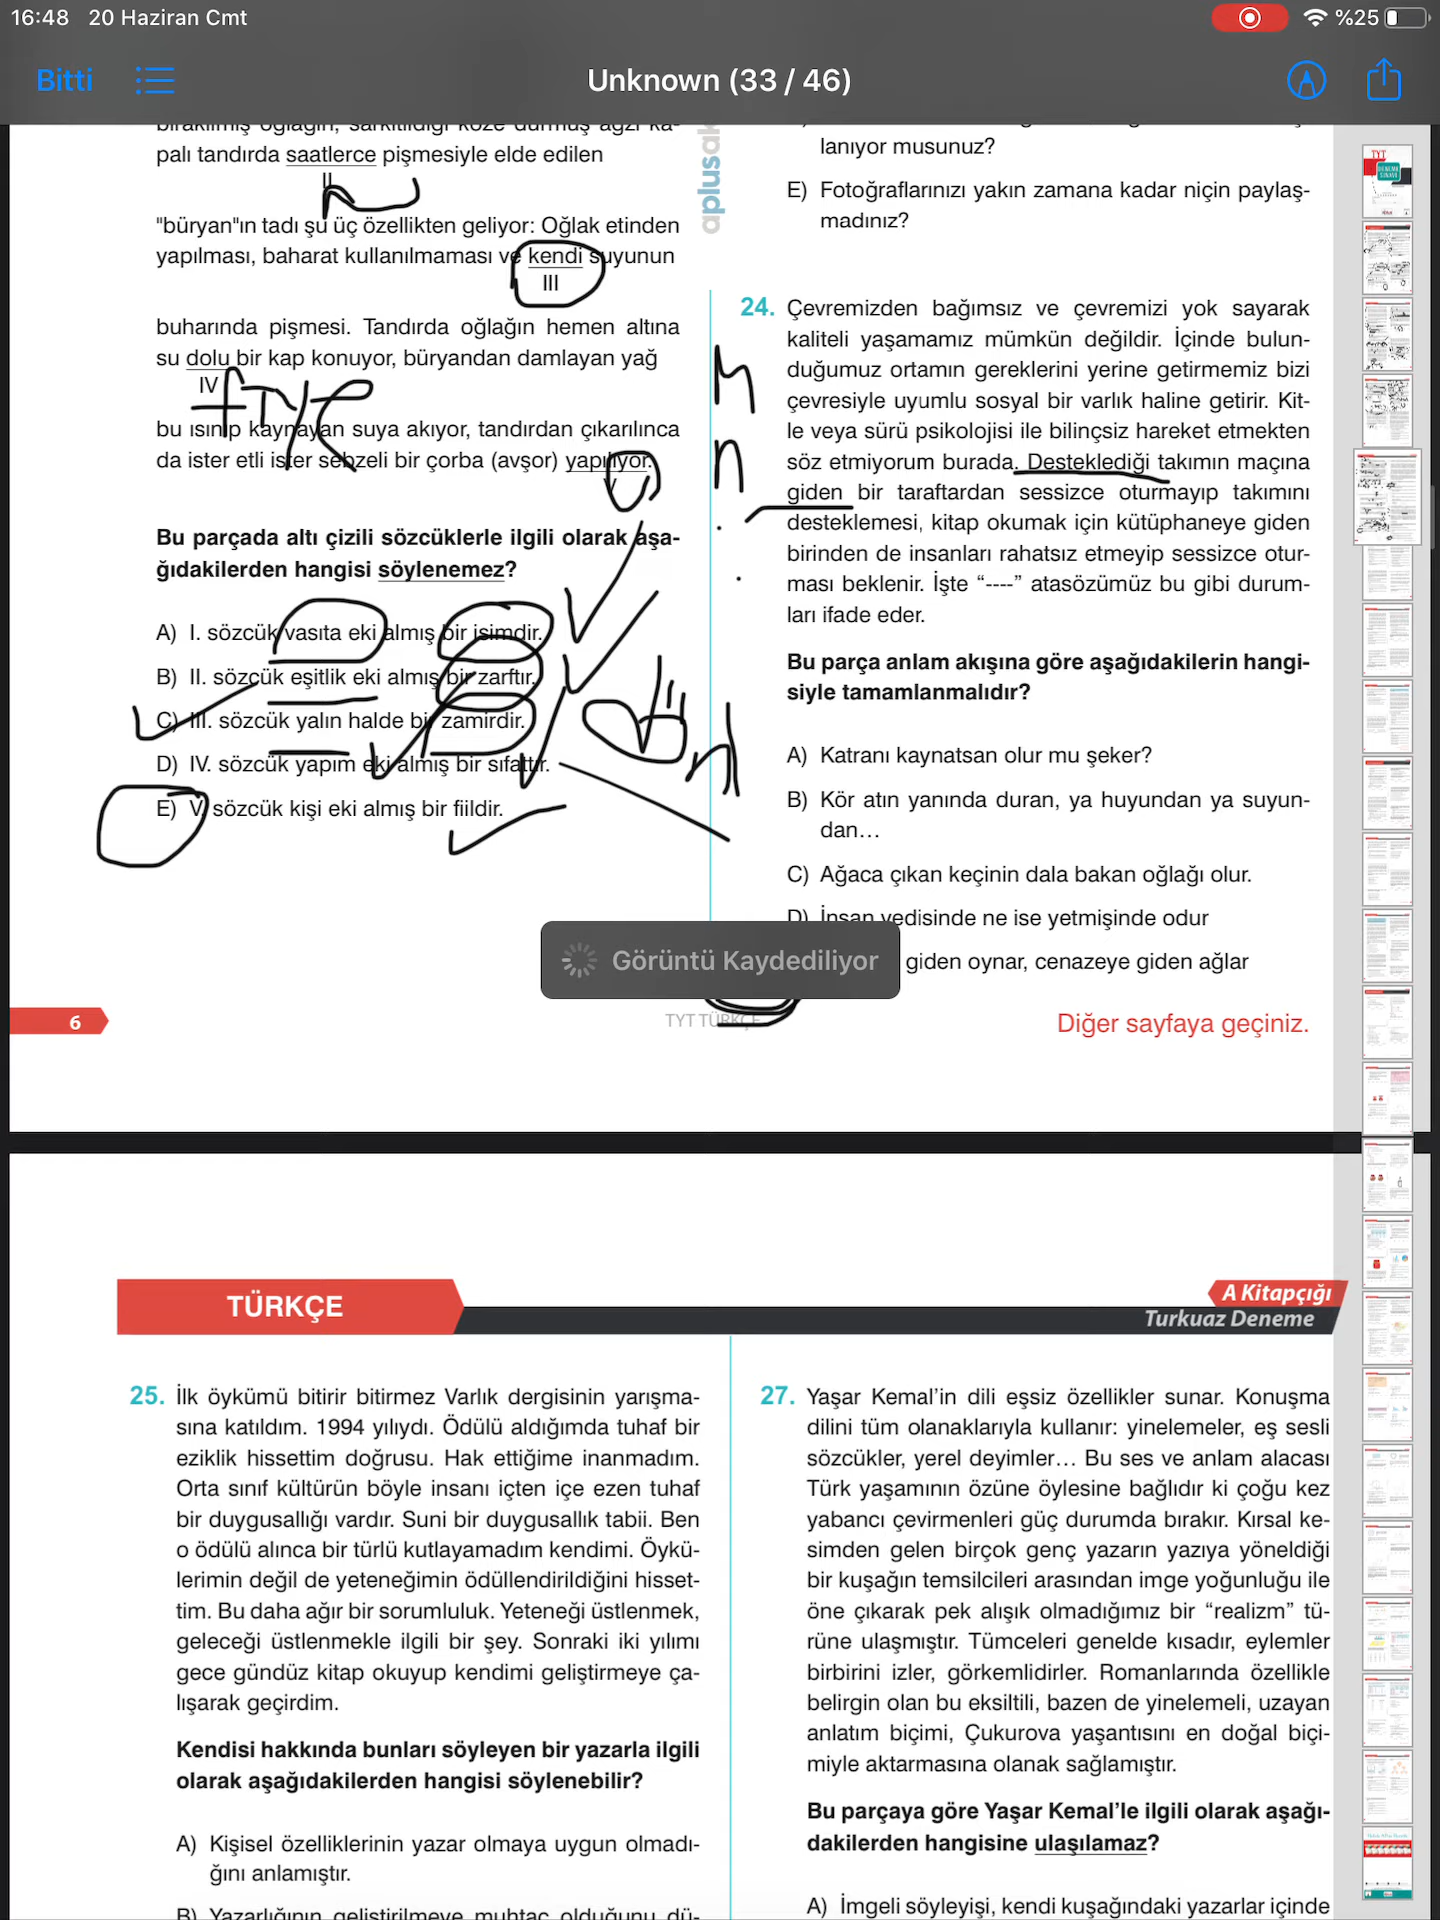 16:48 20 Haziran Cmt
%25
Bitti
Unknown (33 / 46)
palı tandırda saatlerce pişmesiyle elde edilen
II
"büryan"ın tadı şu üç özellikten geliyor: Oğlak etinden
yapılması, baharat kullanılmaması ve kendi suyunun
III
buharında pişmesi. Tandırda oğlağın hemen altına
su dolu bir kap konuyor, büryandan damlayan yağ
IV
bu ısınıp kaynayan suya akıyor, tandırdan çıkarılınca
da ister etli ister sebzeli bir çorba (avşor) yapılıyor.
V
Bu parçada altı çizili sözcüklerle ilgili olarak aşa-
ğıdakilerden hangisi söylenemez?
A) I. sözcük vasıta eki almış bir isimdir.
B) II. sözcük eşitlik eki almış bir zarftır.
C) III. sözcük yalın halde bir zamirdir.
D) IV. sözcük yapım eki almış bir sıfattır.
E) V. sözcük kişi eki almış bir fiildir.
aplusak
lanıyor musunuz?
E) Fotoğraflarınızı yakın zamana kadar niçin paylaş-
madınız?
24. Çevremizden bağımsız ve çevremizi yok sayarak
kaliteli yaşamamız mümkün değildir. İçinde bulun-
duğumuz ortamın gereklerini yerine getirmemiz bizi
çevresiyle uyumlu sosyal bir varlık haline getirir. Kit-
le veya sürü psikolojisi ile bilinçsiz hareket etmekten
söz etmiyorum burada. Desteklediği takımın maçına
giden bir taraftardan sessizce oturmayıp takımını
desteklemesi, kitap okumak için kütüphaneye giden
birinden de insanları rahatsız etmeyip sessizce otur-
ması beklenir. İşte “----” atasözümüz bu gibi durum-
ları ifade eder.
Bu parça anlam akışına göre aşağıdakilerin hangi-
siyle tamamlanmalıdır?
A) Katranı kaynatsan olur mu şeker?
B) Kör atın yanında duran, ya huyundan ya suyun-
dan…
C) Ağaca çıkan keçinin dala bakan oğlağı olur.
D) İnsan yedisinde ne ise yetmişinde odur
giden oynar, cenazeye giden ağlar
Görüntü Kaydediliyor
6
TYT TÜRKÇE
Diğer sayfaya geçiniz.
TÜRKÇE
A Kitapçığı
Turkuaz Deneme
25. İlk öykümü bitirir bitirmez Varlık dergisinin yarışma-
sına katıldım. 1994 yılıydı. Ödülü aldığımda tuhaf bir
eziklik hissettim doğrusu. Hak ettiğime inanmadım.
Orta sınıf kültürün böyle insanı içten içe ezen tuhaf
bir duygusallığı vardır. Suni bir duygusallık tabii. Ben
o ödülü alınca bir türlü kutlayamadım kendimi. Öykü-
lerimin değil de yeteneğimin ödüllendirildiğini hisset-
tim. Bu daha ağır bir sorumluluk. Yeteneği üstlenmek,
geleceği üstlenmekle ilgili bir şey. Sonraki iki yılımı
gece gündüz kitap okuyup kendimi geliştirmeye ça-
lışarak geçirdim.
Kendisi hakkında bunları söyleyen bir yazarla ilgili
olarak aşağıdakilerden hangisi söylenebilir?
A) Kişisel özelliklerinin yazar olmaya uygun olmadı-
ğını anlamıştır.
B) Yazarlığının geliştirilmeye muhtaç olduğunu dü-
27. Yaşar Kemal’in dili eşsiz özellikler sunar. Konuşma
dilini tüm olanaklarıyla kullanır: yinelemeler, eş sesli
sözcükler, yerel deyimler… Bu ses ve anlam alacası
Türk yaşamının özüne öylesine bağlıdır ki çoğu kez
yabancı çevirmenleri güç durumda bırakır. Kırsal ke-
simden gelen birçok genç yazarın yazıya yöneldiği
bir kuşağın temsilcileri arasından imge yoğunluğu ile
öne çıkarak pek alışık olmadığımız bir “realizm” tü-
rüne ulaşmıştır. Tümceleri genelde kısadır, eylemler
birbirini izler, görkemlidirler. Romanlarında özellikle
belirgin olan bu eksiltili, bazen de yinelemeli, uzayan
anlatım biçimi, Çukurova yaşantısını en doğal biçi-
miyle aktarmasına olanak sağlamıştır.
Bu parçaya göre Yaşar Kemal’le ilgili olarak aşağı-
dakilerden hangisine ulaşılamaz?
A) İmgeli söyleyişi, kendi kuşağındaki yazarlar içinde